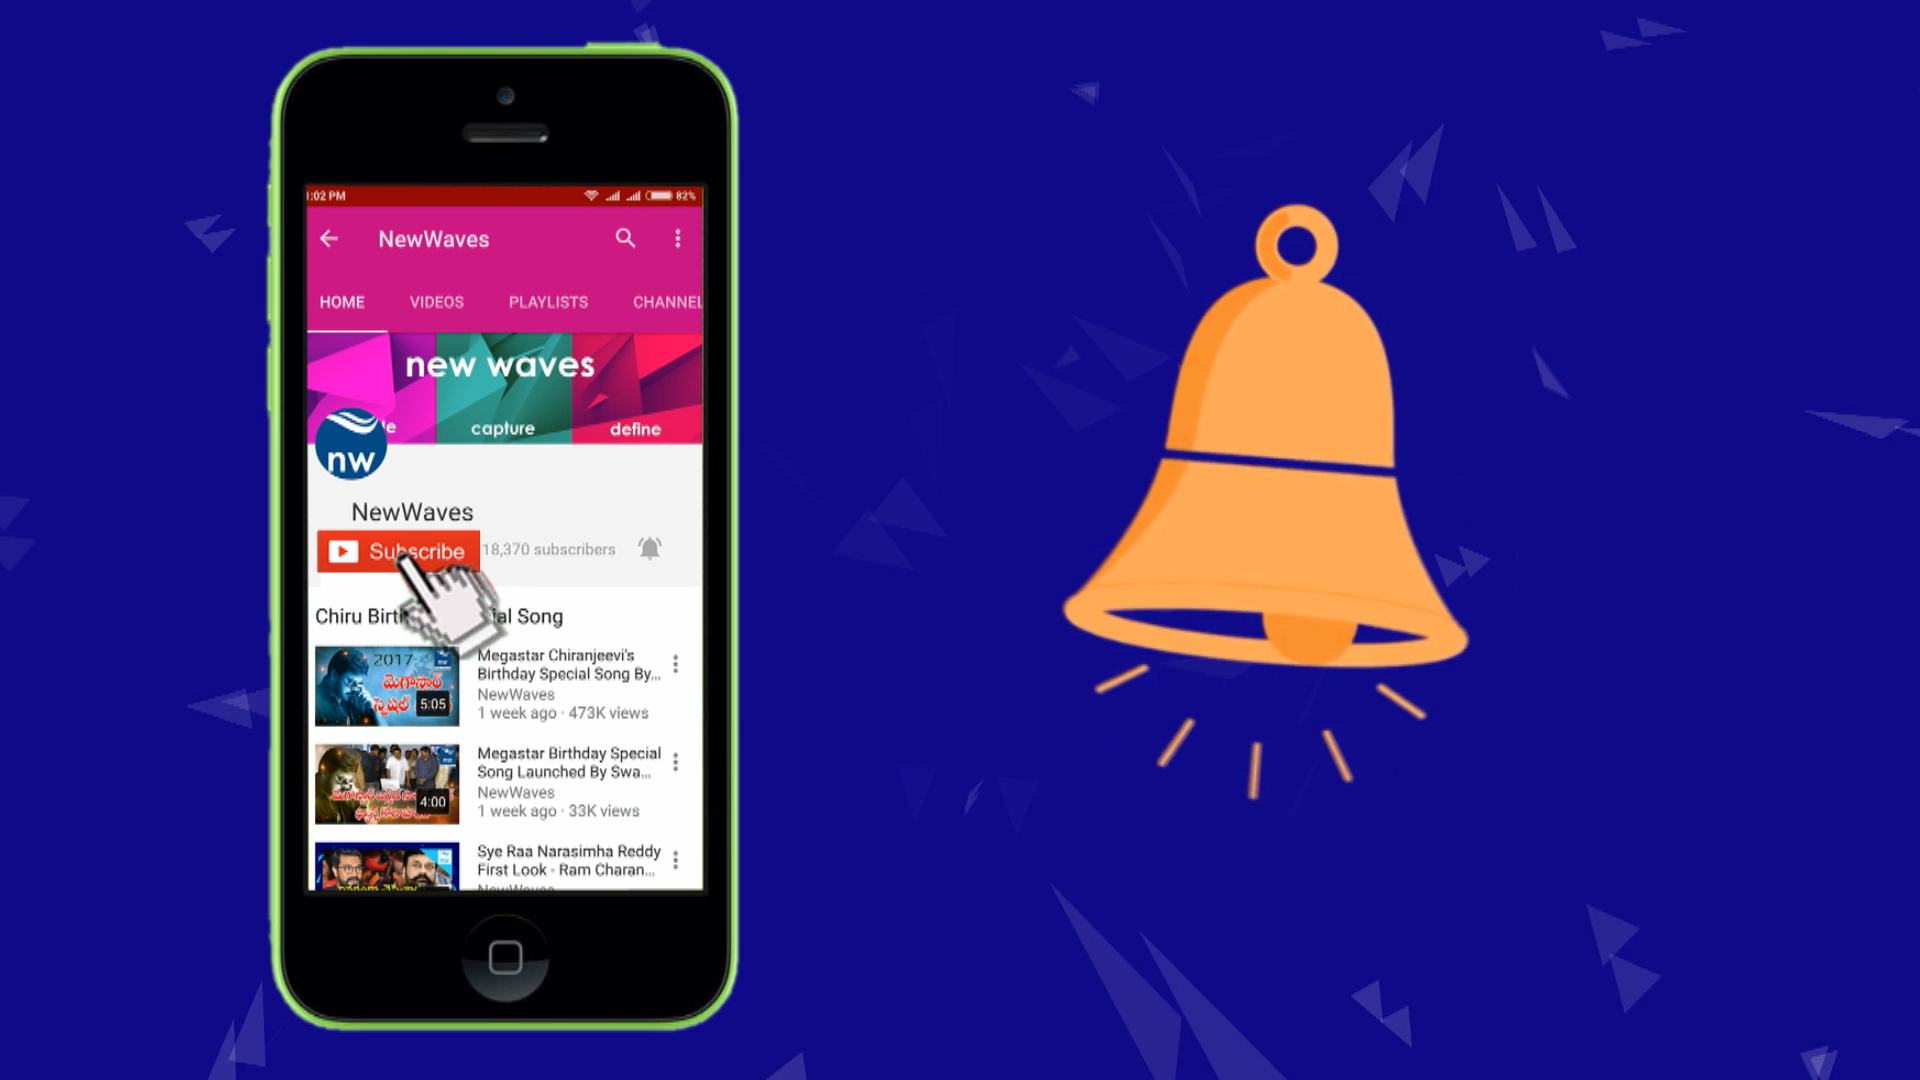 1:02 PM
82%
NewWaves
HOME VIDEOS PLAYLISTS CHANNEL
new waves
capture
define
nw
NewWaves
Subscribe
18,370 subscribers
Chiru Song
2017
మెగాస్టార్
స్పెషల్
5:05
Megastar Chiranjeevi's
Birthday Special Song By...
NewWaves
1 week ago · 473K views
4:00
Megastar Birthday Special
Song Launched By Swa...
NewWaves
1 week ago · 33K views
Sye Raa Narasimha Reddy
First Look - Ram Charan...
NewWaves